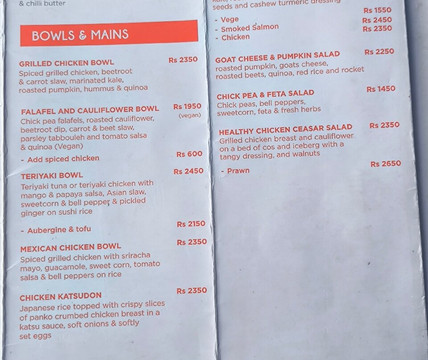 & chilli butter
BOWLS & MAINS
GRILLED CHICKEN BOWL Rs 2350
Spiced grilled chicken, beetroot
& carrot slaw, marinated kale,
roasted pumpkin, hummus & quinoa
FALAFEL AND CAULIFLOWER BOWL Rs 1950
Chick pea falafels, roasted cauflower, (vegan)
beetroot dip, carrot & beet slaw,
parsley tabbouleh and tomato salsa
& quinoa (Vegan)
- Add spiced chicken Rs 600
TERIYAKI BOWL Rs 2450
Teriyaki tuna or teriyaki chicken with
mango & papaya salsa, Asian slaw,
sweetcorn & bell pepper & pickled
ginger on sushi rice
- Aubergine & tofu Rs 2150
MEXICAN CHICKEN BOWL Rs 2350
Spiced grilled chicken with sriracha
mayo, guacamole, sweet corn, tomato
salsa & bell peppers on rice
CHICKEN KATSUDON Rs 2350
Japanese rice topped with crispy slices
of panko crumbed chicken breast in a
katsu sauce, soft onions & softly
set eggs
seeds and cashew turmeric dressing
- Vege Rs 1550
- Smoked Salmon Rs 2450
- Chicken Rs 2350
GOAT CHEESE & PUMPKIN SALAD Rs 2250
roasted pumpkin, goats cheese,
roasted beets, quinoa, red rice and rocket
CHICK PEA & FETA SALAD Rs 1450
Chick peas, bell peppers,
sweetcorn, feta & fresh herbs
HEALTHY CHICKEN CEASAR SALAD Rs 2350
Grilled chicken breast and cauliflower
on a bed of cos and iceberg with a
tangy dressing, and walnuts
- Prawn Rs 2650